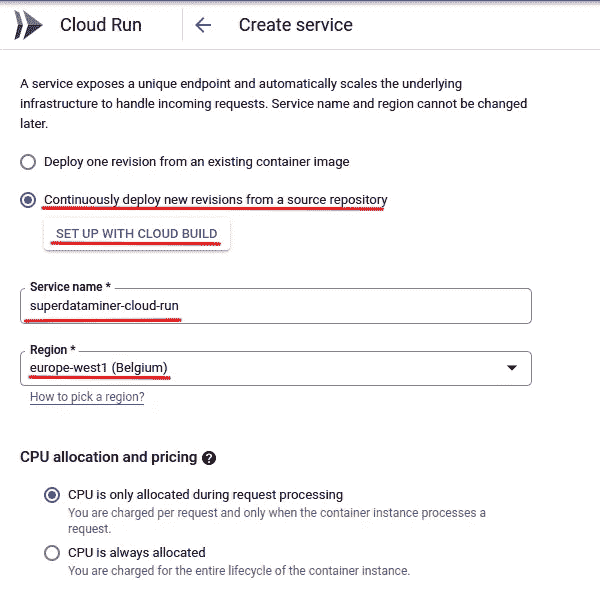 Cloud Run
Create service
A service exposes a unique endpoint and automatically scales the underlying
infrastructure to handle incoming requests. Service name and region cannot be changed
later.
Deploy one revision from an existing container image
Continuously deploy new revisions from a source repository
SET UP WITH CLOUD BUILD
Service name *
superdataminer-cloud-run
Region *
europe-west1 (Belgium)
How to pick a region?
CPU allocation and pricing ?
CPU is only allocated during request processing
You are charged per request and only when the container instance processes a
request.
CPU is always allocated
You are charged for the entire lifecycle of the container instance.